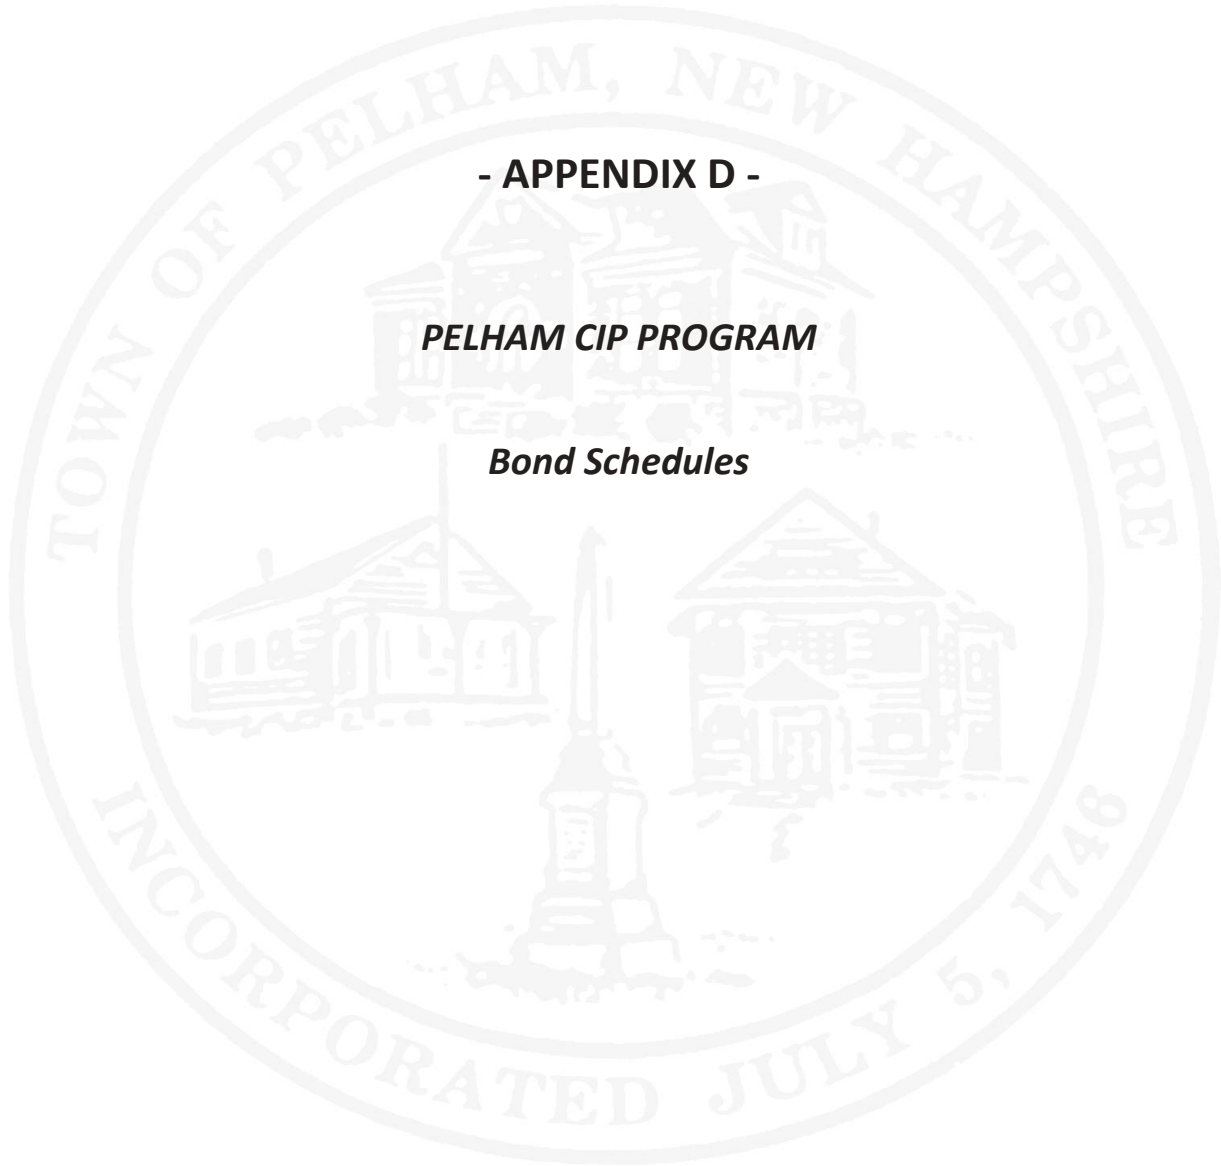 - APPENDIX D -
PELHAM CIP PROGRAM
Bond Schedules
TOWN OF PELHAM, NEW HAMPSHIRE
INCORPORATED JULY 5, 1746